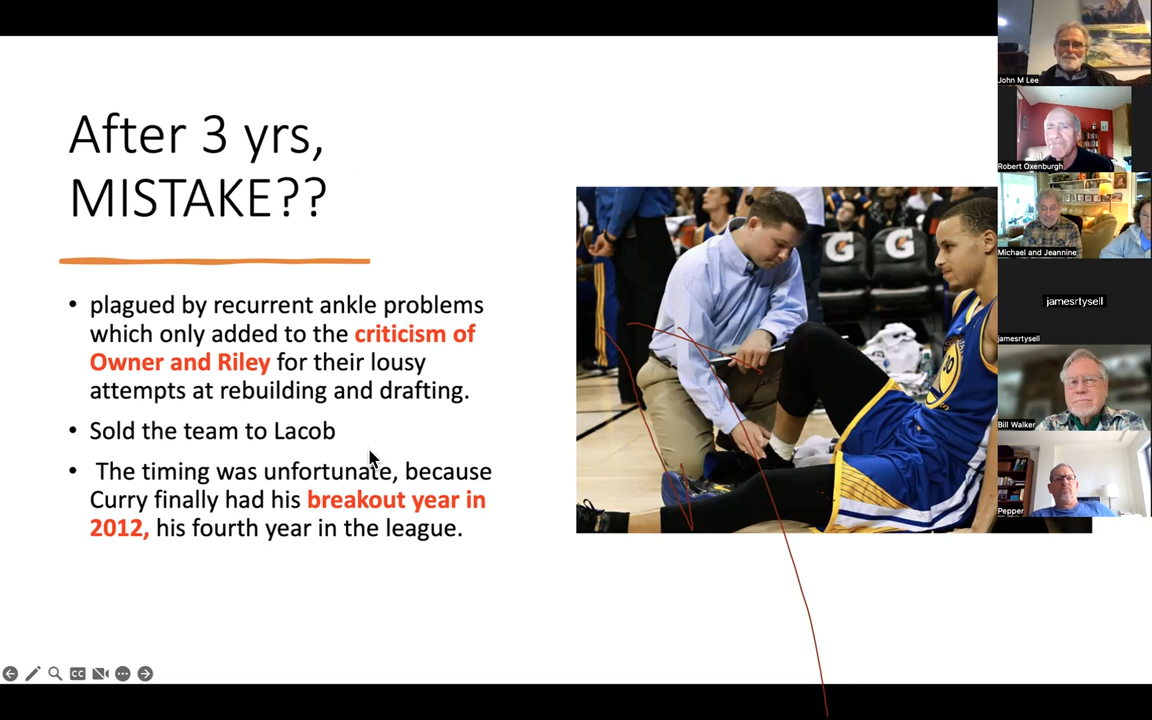 After 3 yrs,
MISTAKE??
• plagued by recurrent ankle problems
which only added to the criticism of
Owner and Riley for their lousy
attempts at rebuilding and drafting.
• Sold the team to Lacob
• The timing was unfortunate, because
Curry finally had his breakout year in
2012, his fourth year in the league.
G
G
John M Lee
Robert Oxenburgh
Michael and Jeannine
jamesrtysell
jamesrtysell
Bill Walker
Pepper
CC